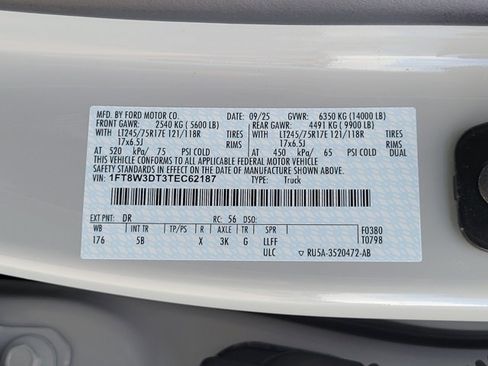 MFD. BY FORD MOTOR CO. DATE: 09/25 GVWR: 6350 KG (14000 LB)
FRONT GAWR: 2540 KG (5600 LB) REAR GAWR: 4491 KG (9900 LB)
WITH LT245/75R17E 121/118R TIRES WITH LT245/75R17E 121/118R TIRES
17x6.5J RIMS 17x6.5J RIMS
AT 520 kPa/ 75 PSI COLD AT 450 kPa/ 65 PSI COLD DUAL
THIS VEHICLE CONFORMS TO ALL APPLICABLE FEDERAL MOTOR VEHICLE
SAFETY STANDARDS IN EFFECT ON THE DATE OF MANUFACTURE SHOWN ABOVE.
VIN: 1FT8W3DT3TEC62187 TYPE: Truck
EXT PNT: DR RC: 56 DSO: F0380
WB INT TR TP/PS R AXLE TR SPR T0798
176 5B X 3K G LLFF
ULC RU5A-3520472-AB